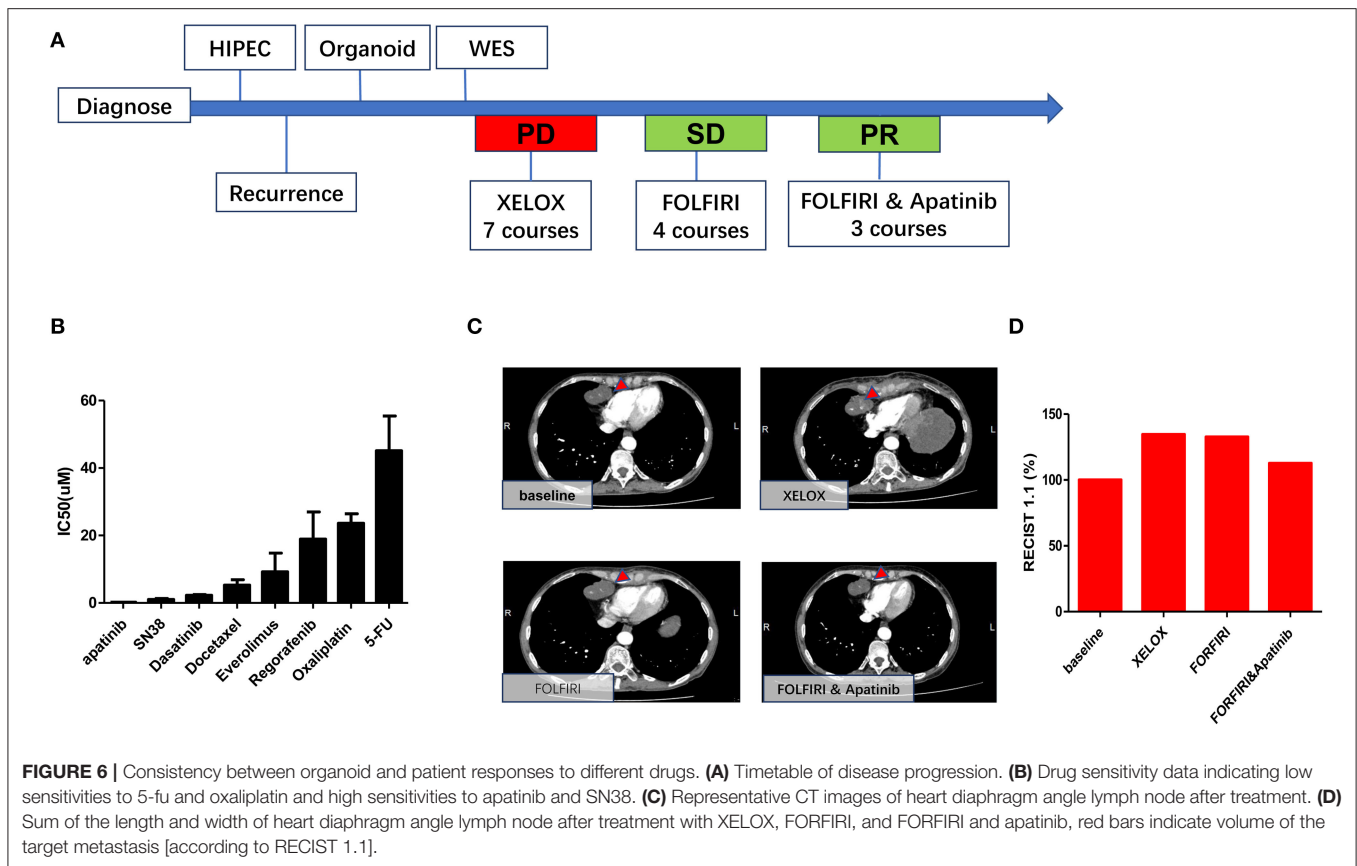 A
HIPEC
Organoid
WES
Diagnose
PD
SD
PR
Recurrence
XELOX
7 courses
FOLFIRI
4 courses
FOLFIRI & Apatinib
3 courses
B
IC50(uM)
60
40
20
0
apatinib
SN38
Dasatinib
Docetaxel
Everolimus
Regorafenib
Oxaliplatin
5-FU
C
R
L
baseline
R
L
XELOX
R
L
FOLFIRI
R
L
FOLFIRI & Apatinib
D
RECIST 1.1 (%)
150
100
50
0
baseline
XELOX
FORFIRI
FORFIRI&Apatinib
FIGURE 6 | Consistency between organoid and patient responses to different drugs. (A) Timetable of disease progression. (B) Drug sensitivity data indicating low
sensitivities to 5-fu and oxaliplatin and high sensitivities to apatinib and SN38. (C) Representative CT images of heart diaphragm angle lymph node after treatment. (D)
Sum of the length and width of heart diaphragm angle lymph node after treatment with XELOX, FORFIRI, and FORFIRI and apatinib, red bars indicate volume of the
target metastasis [according to RECIST 1.1].